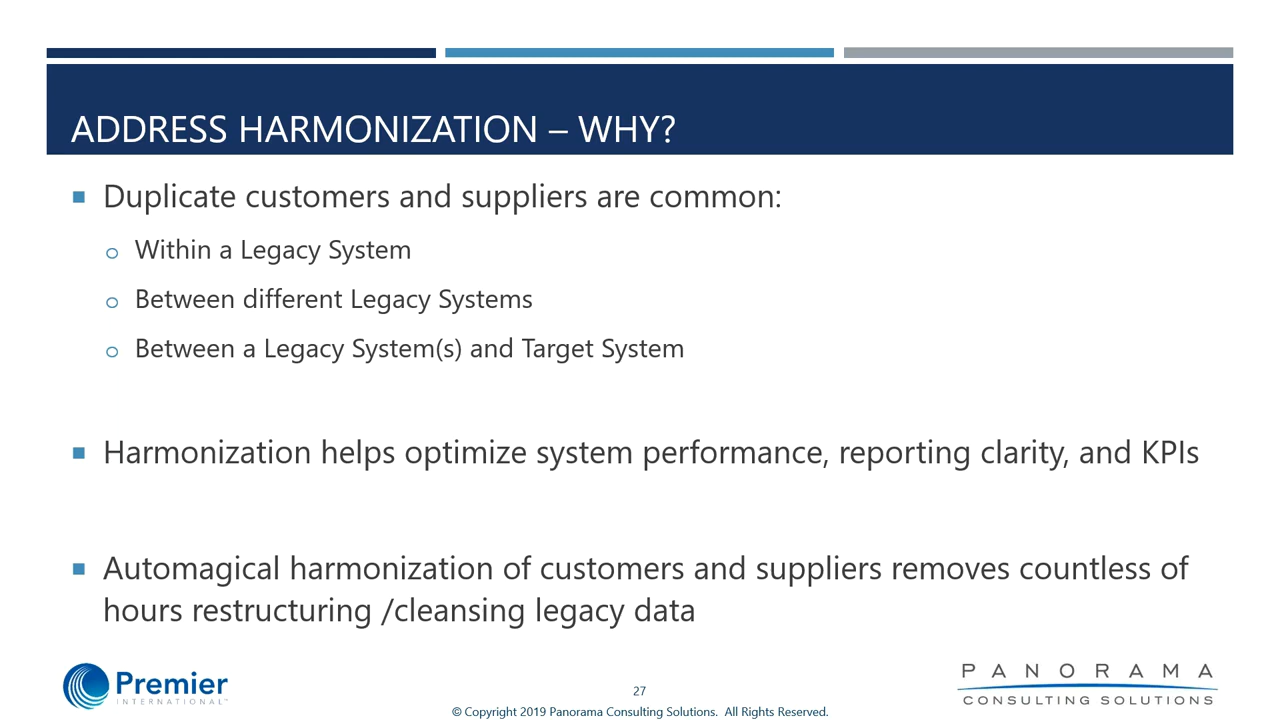 ADDRESS HARMONIZATION – WHY?
Duplicate customers and suppliers are common:
Within a Legacy System
Between different Legacy Systems
Between a Legacy System(s) and Target System
Harmonization helps optimize system performance, reporting clarity, and KPIs
Automagical harmonization of customers and suppliers removes countless of
hours restructuring /cleansing legacy data
Premier
INTERNATIONAL™
27
© Copyright 2019 Panorama Consulting Solutions. All Rights Reserved.
PANORAMA
CONSULTING SOLUTIONS